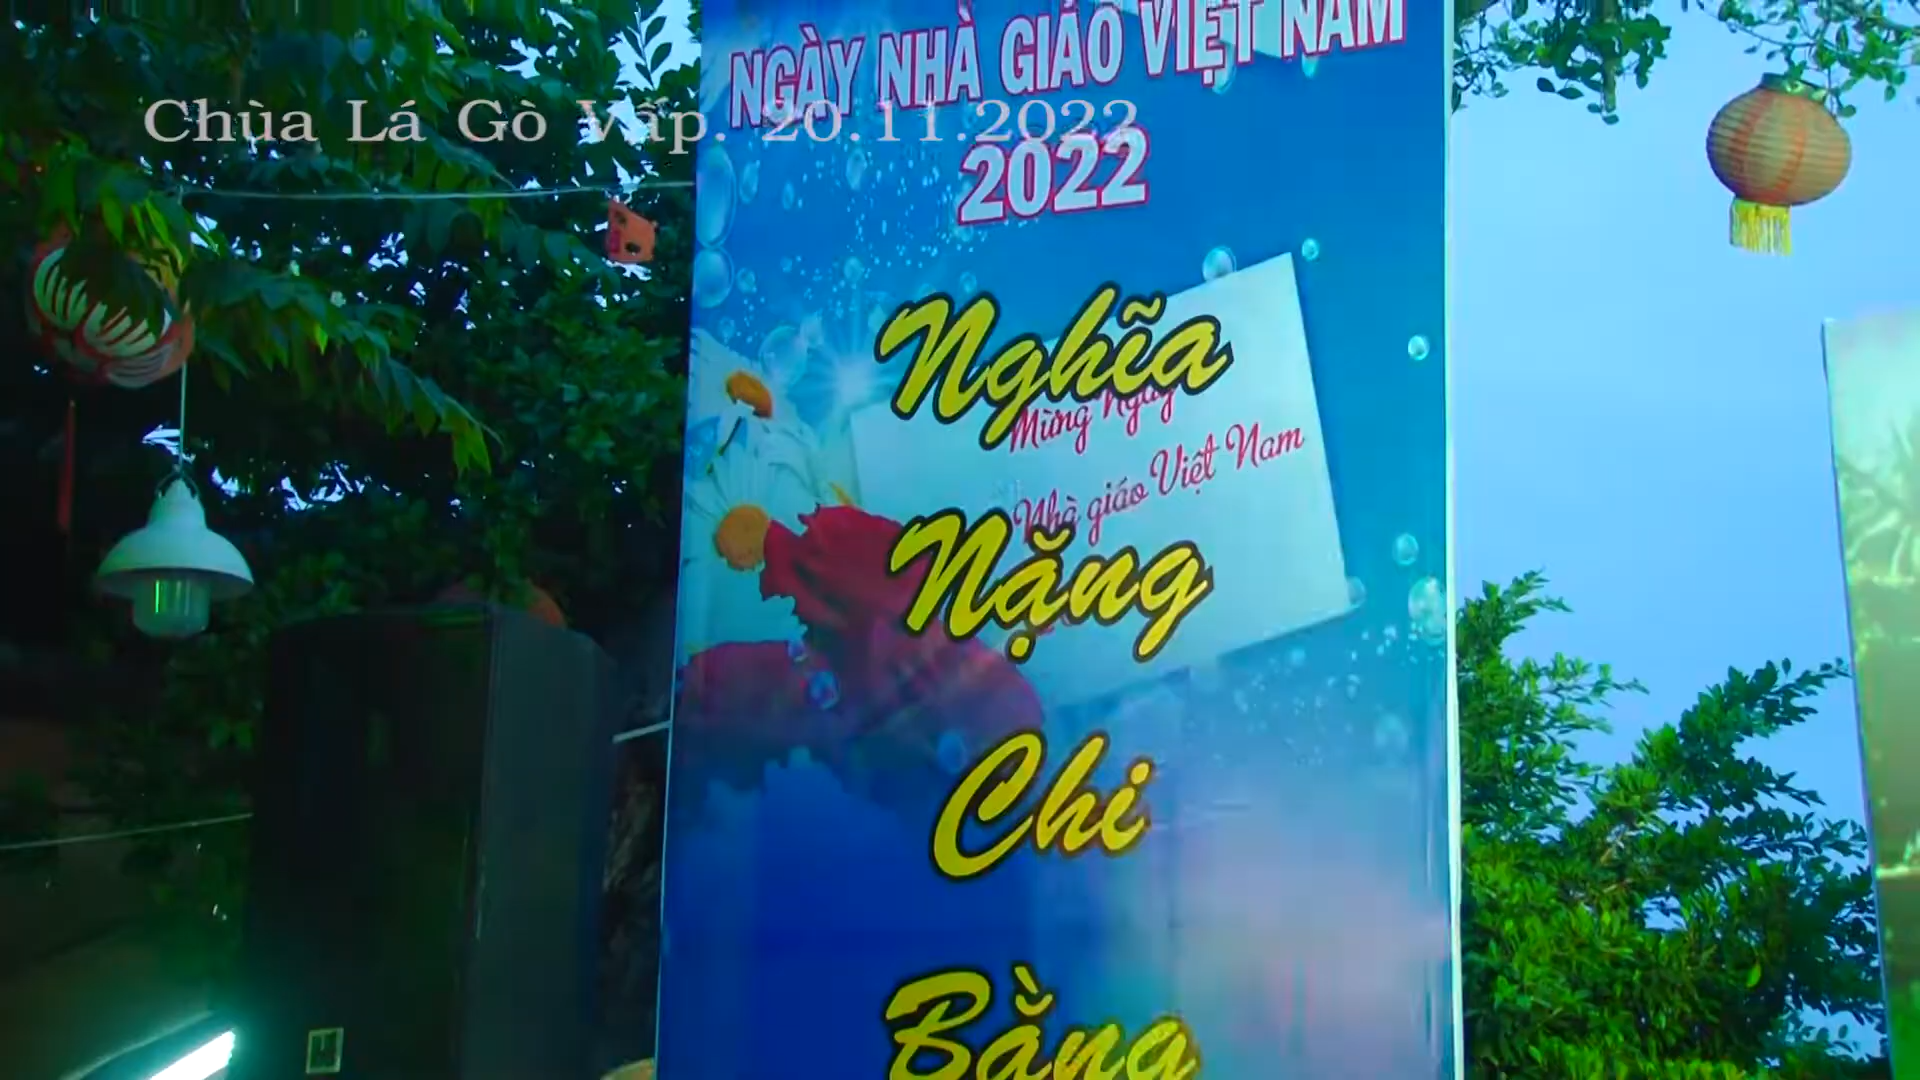 NGÀY NHÀ GIÁO VIỆT NAM
Chùa Lá Gò Vấp. 20.11.2022
2022
Nghĩa
Mừng Ngày
Nhà giáo Việt Nam
Nặng
Chi
Bằng